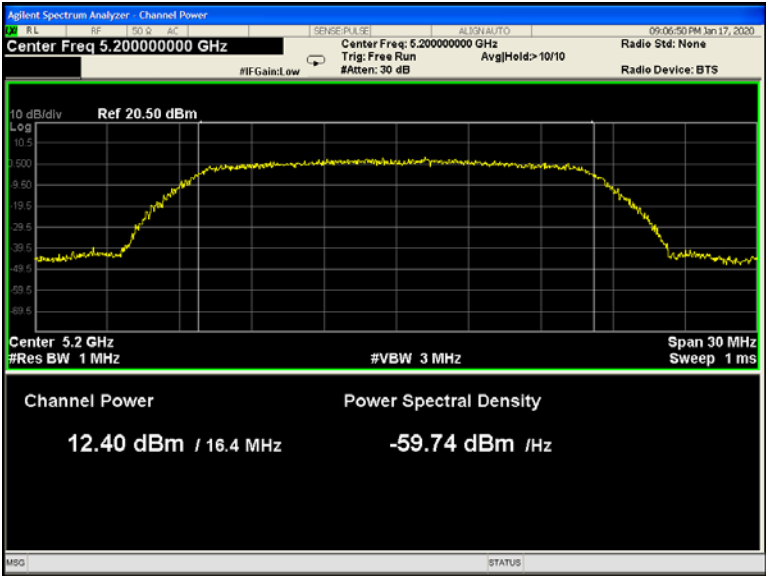 Agilent Spectrum Analyzer - Channel Power
RL RF 50 Ω AC SENSE:PULSE ALIGNAUTO 09:06:50 PM Jan 17, 2020
Center Freq 5.200000000 GHz Center Freq: 5.200000000 GHz Radio Std: None
Trig: Free Run Avg|Hold:>10/10
#IFGain:Low #Atten: 30 dB Radio Device: BTS
10 dB/div Ref 20.50 dBm
Log
10.5
0.500
-9.50
-19.5
-29.5
-39.5
-49.5
-59.5
-69.5
Center 5.2 GHz Span 30 MHz
#Res BW 1 MHz #VBW 3 MHz Sweep 1 ms
Channel Power Power Spectral Density
12.40 dBm / 16.4 MHz -59.74 dBm /Hz
MSG STATUS